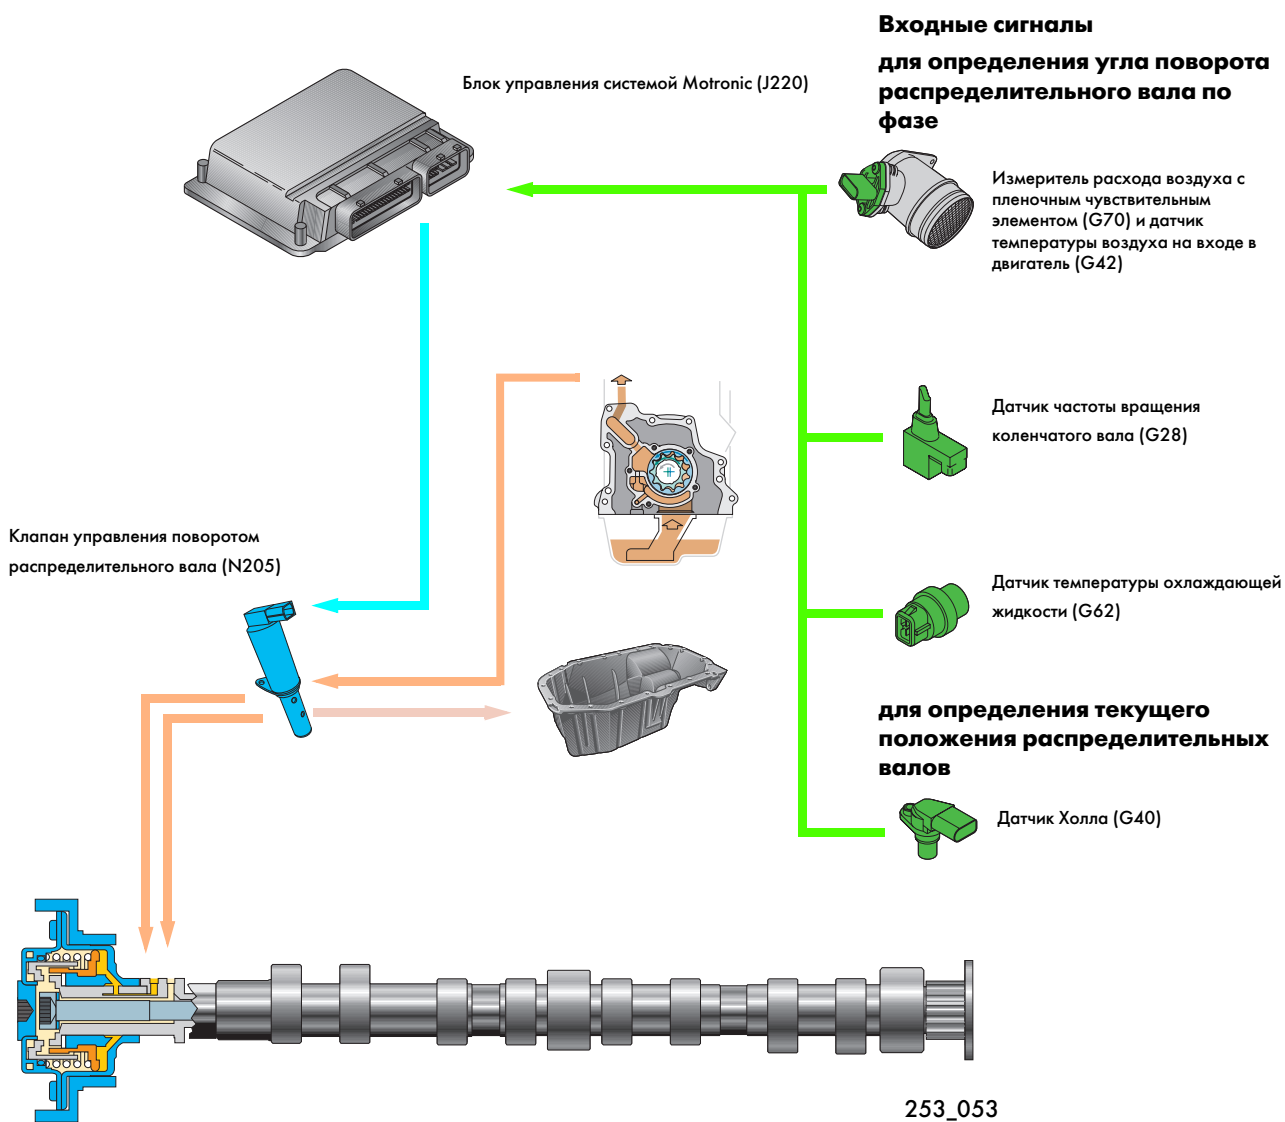 Входные сигналы
для определения угла поворота
распределительного вала по
фазе
Блок управления системой Motronic (J220)
Измеритель расхода воздуха с
пленочным чувствительным
элементом (G70) и датчик
температуры воздуха на входе в
двигатель (G42)
Датчик частоты вращения
коленчатого вала (G28)
Клапан управления поворотом
распределительного вала (N205)
Датчик температуры охлаждающей
жидкости (G62)
для определения текущего
положения распределительных
валов
Датчик Холла (G40)
253_053